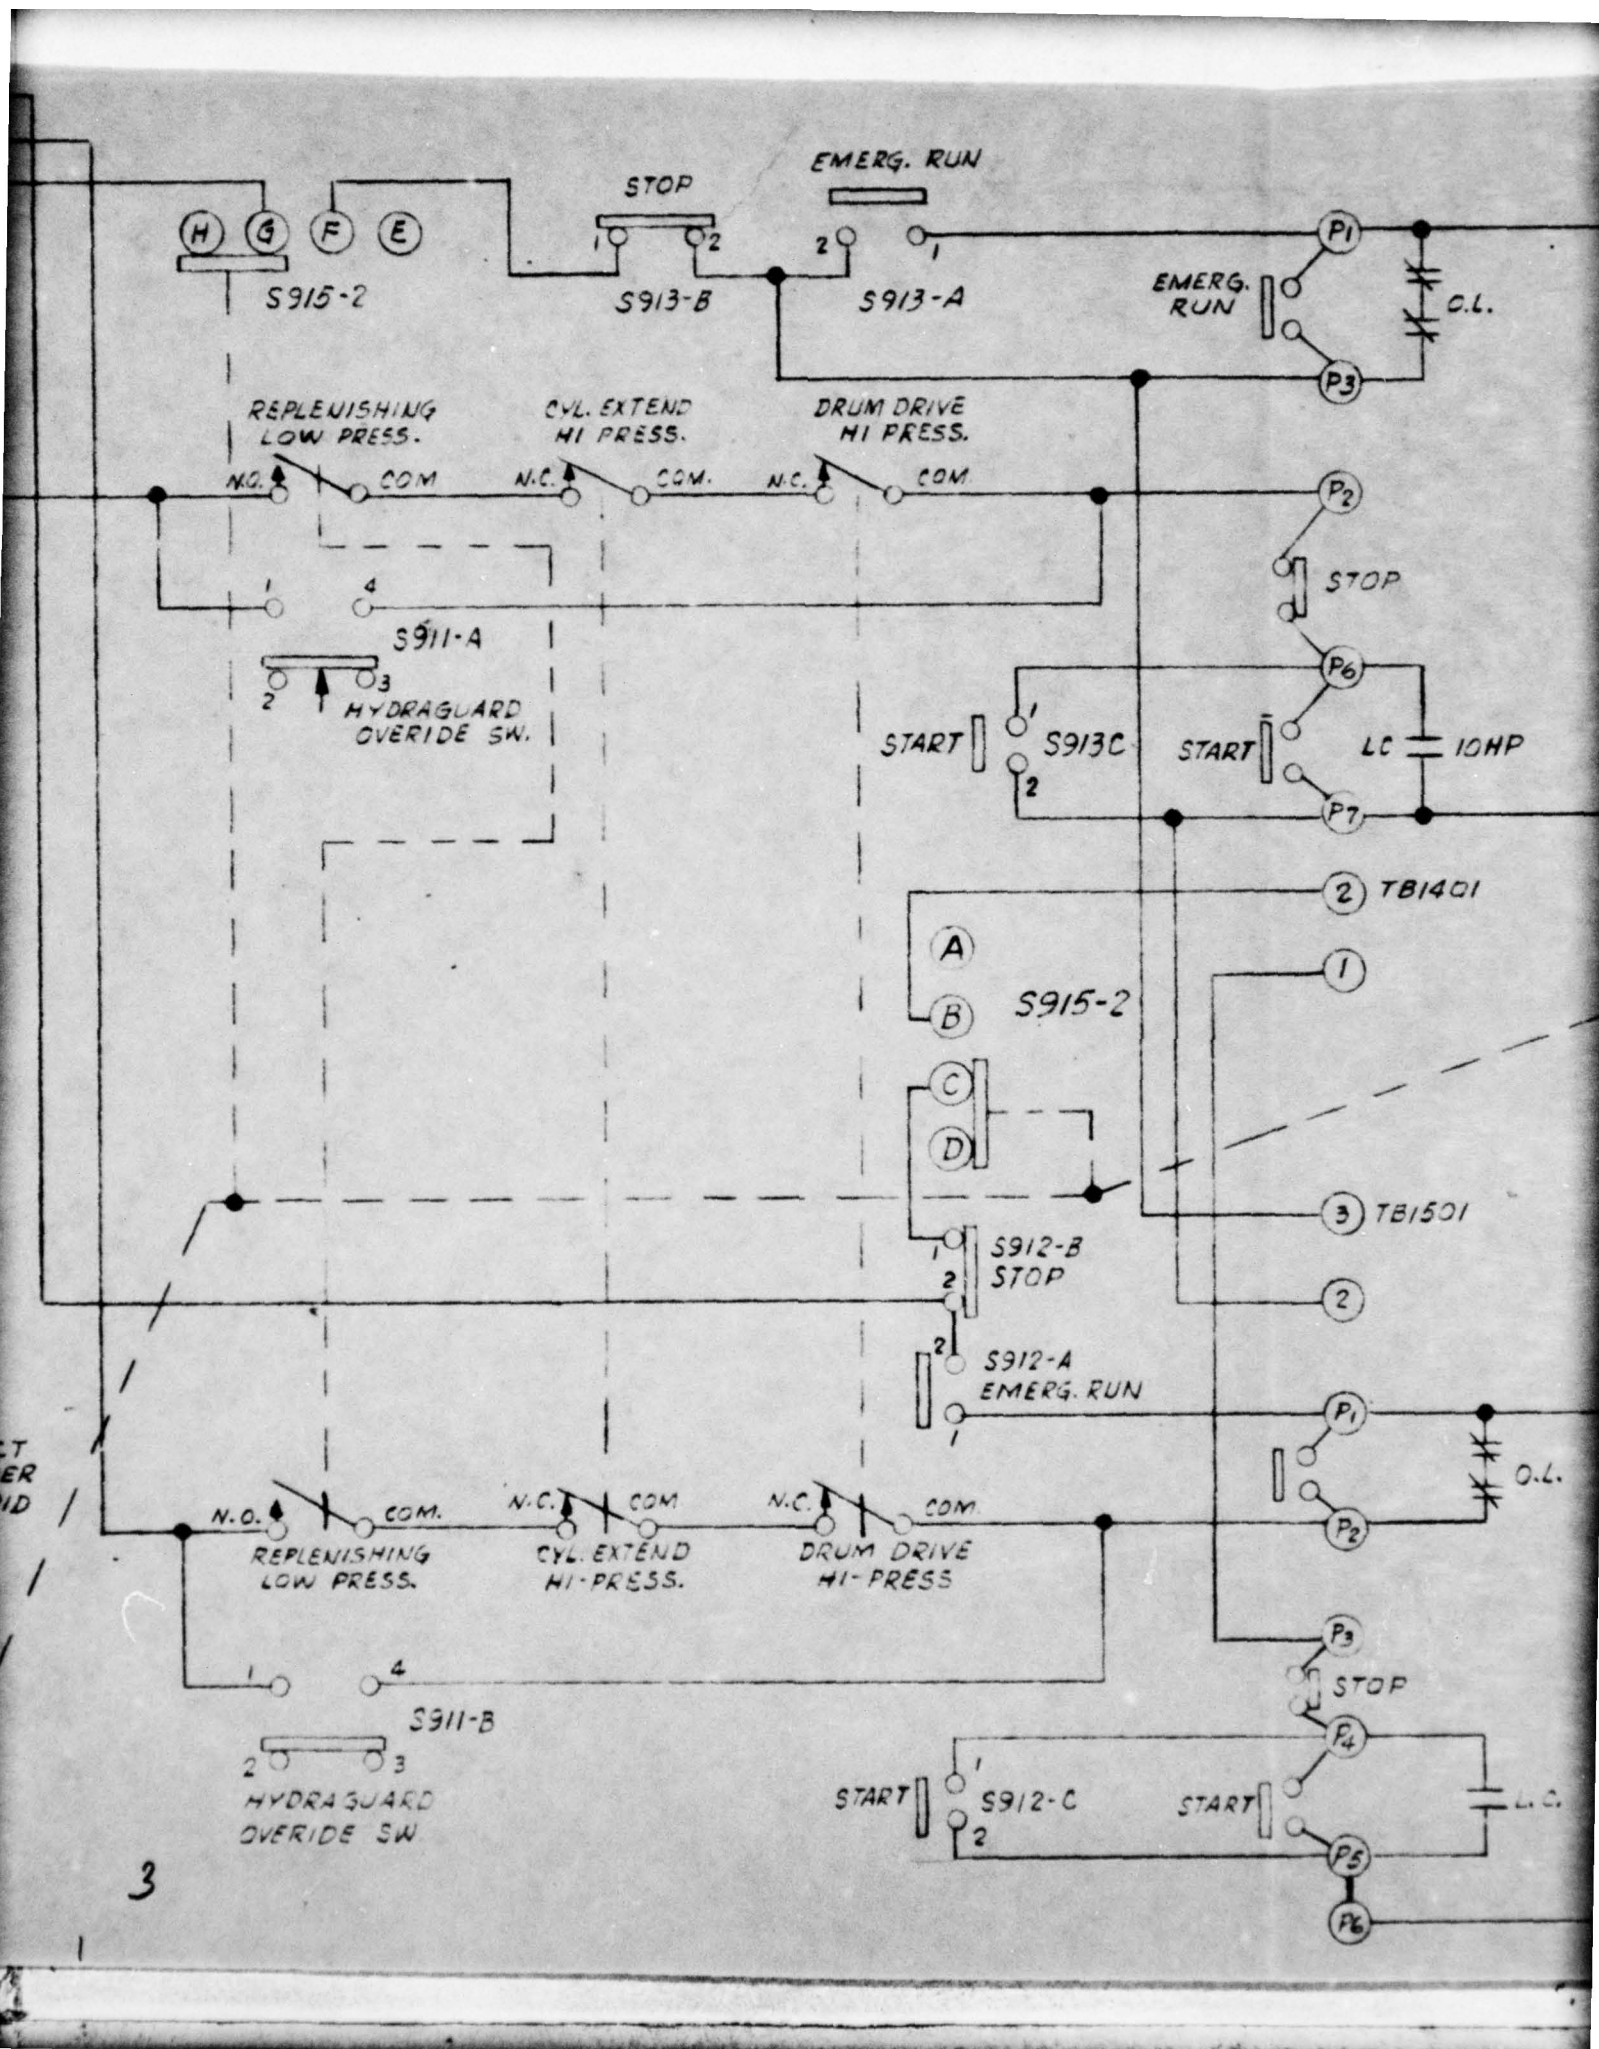 EMERG. RUN
STOP
H G F E
1 2
2 1
P1
S915-2
S913-B
S913-A
EMERG.
RUN
O.L.
P3
REPLENISHING
LOW PRESS.
CYL. EXTEND
HI PRESS.
DRUM DRIVE
HI PRESS.
N.O. COM
N.C. COM.
N.C. COM
P2
STOP
1 4
S911-A
2 3
HYDRAGUARD
OVERIDE SW.
P6
1
START S913C
2
START
LC 10HP
P7
2 TB1401
A
1
B
S915-2
C
D
3 TB1501
1
S912-B
STOP
2
2
2
S912-A
EMERG. RUN
1
P1
O.L.
CT
ER
ID
N.O. COM.
N.C. COM
N.C. COM.
P2
REPLENISHING
LOW PRESS.
CYL. EXTEND
HI-PRESS.
DRUM DRIVE
HI-PRESS
P3
STOP
1 4
S911-B
2 3
HYDRAGUARD
OVERIDE SW
P4
1
START S912-C
2
START
L.C.
P5
P6
3
1